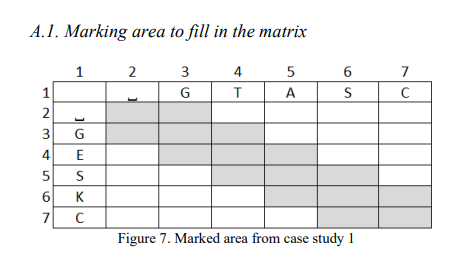 A.1. Marking area to fill in the matrix
1 2 3 4 5 6 7
1 ⎵ G T A S C
2 ⎵
3 G
4 E
5 S
6 K
7 C
Figure 7. Marked area from case study 1